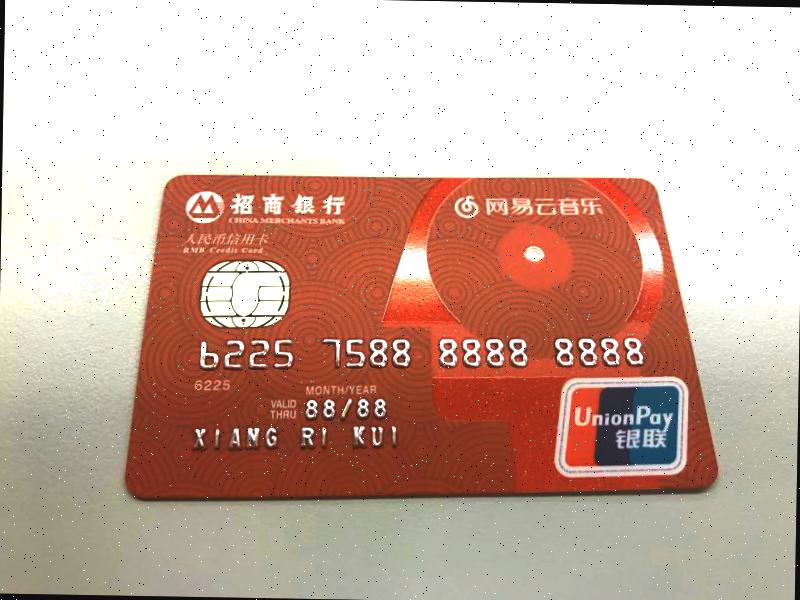 招商银行
CHINA MERCHANTS BANK
网易云音乐
人民币信用卡
RMB Credit Card
6225 7588 8888 8888
6225
MONTH/YEAR
VALID THRU 88/88
XIANG RI KUI
UnionPay
银联